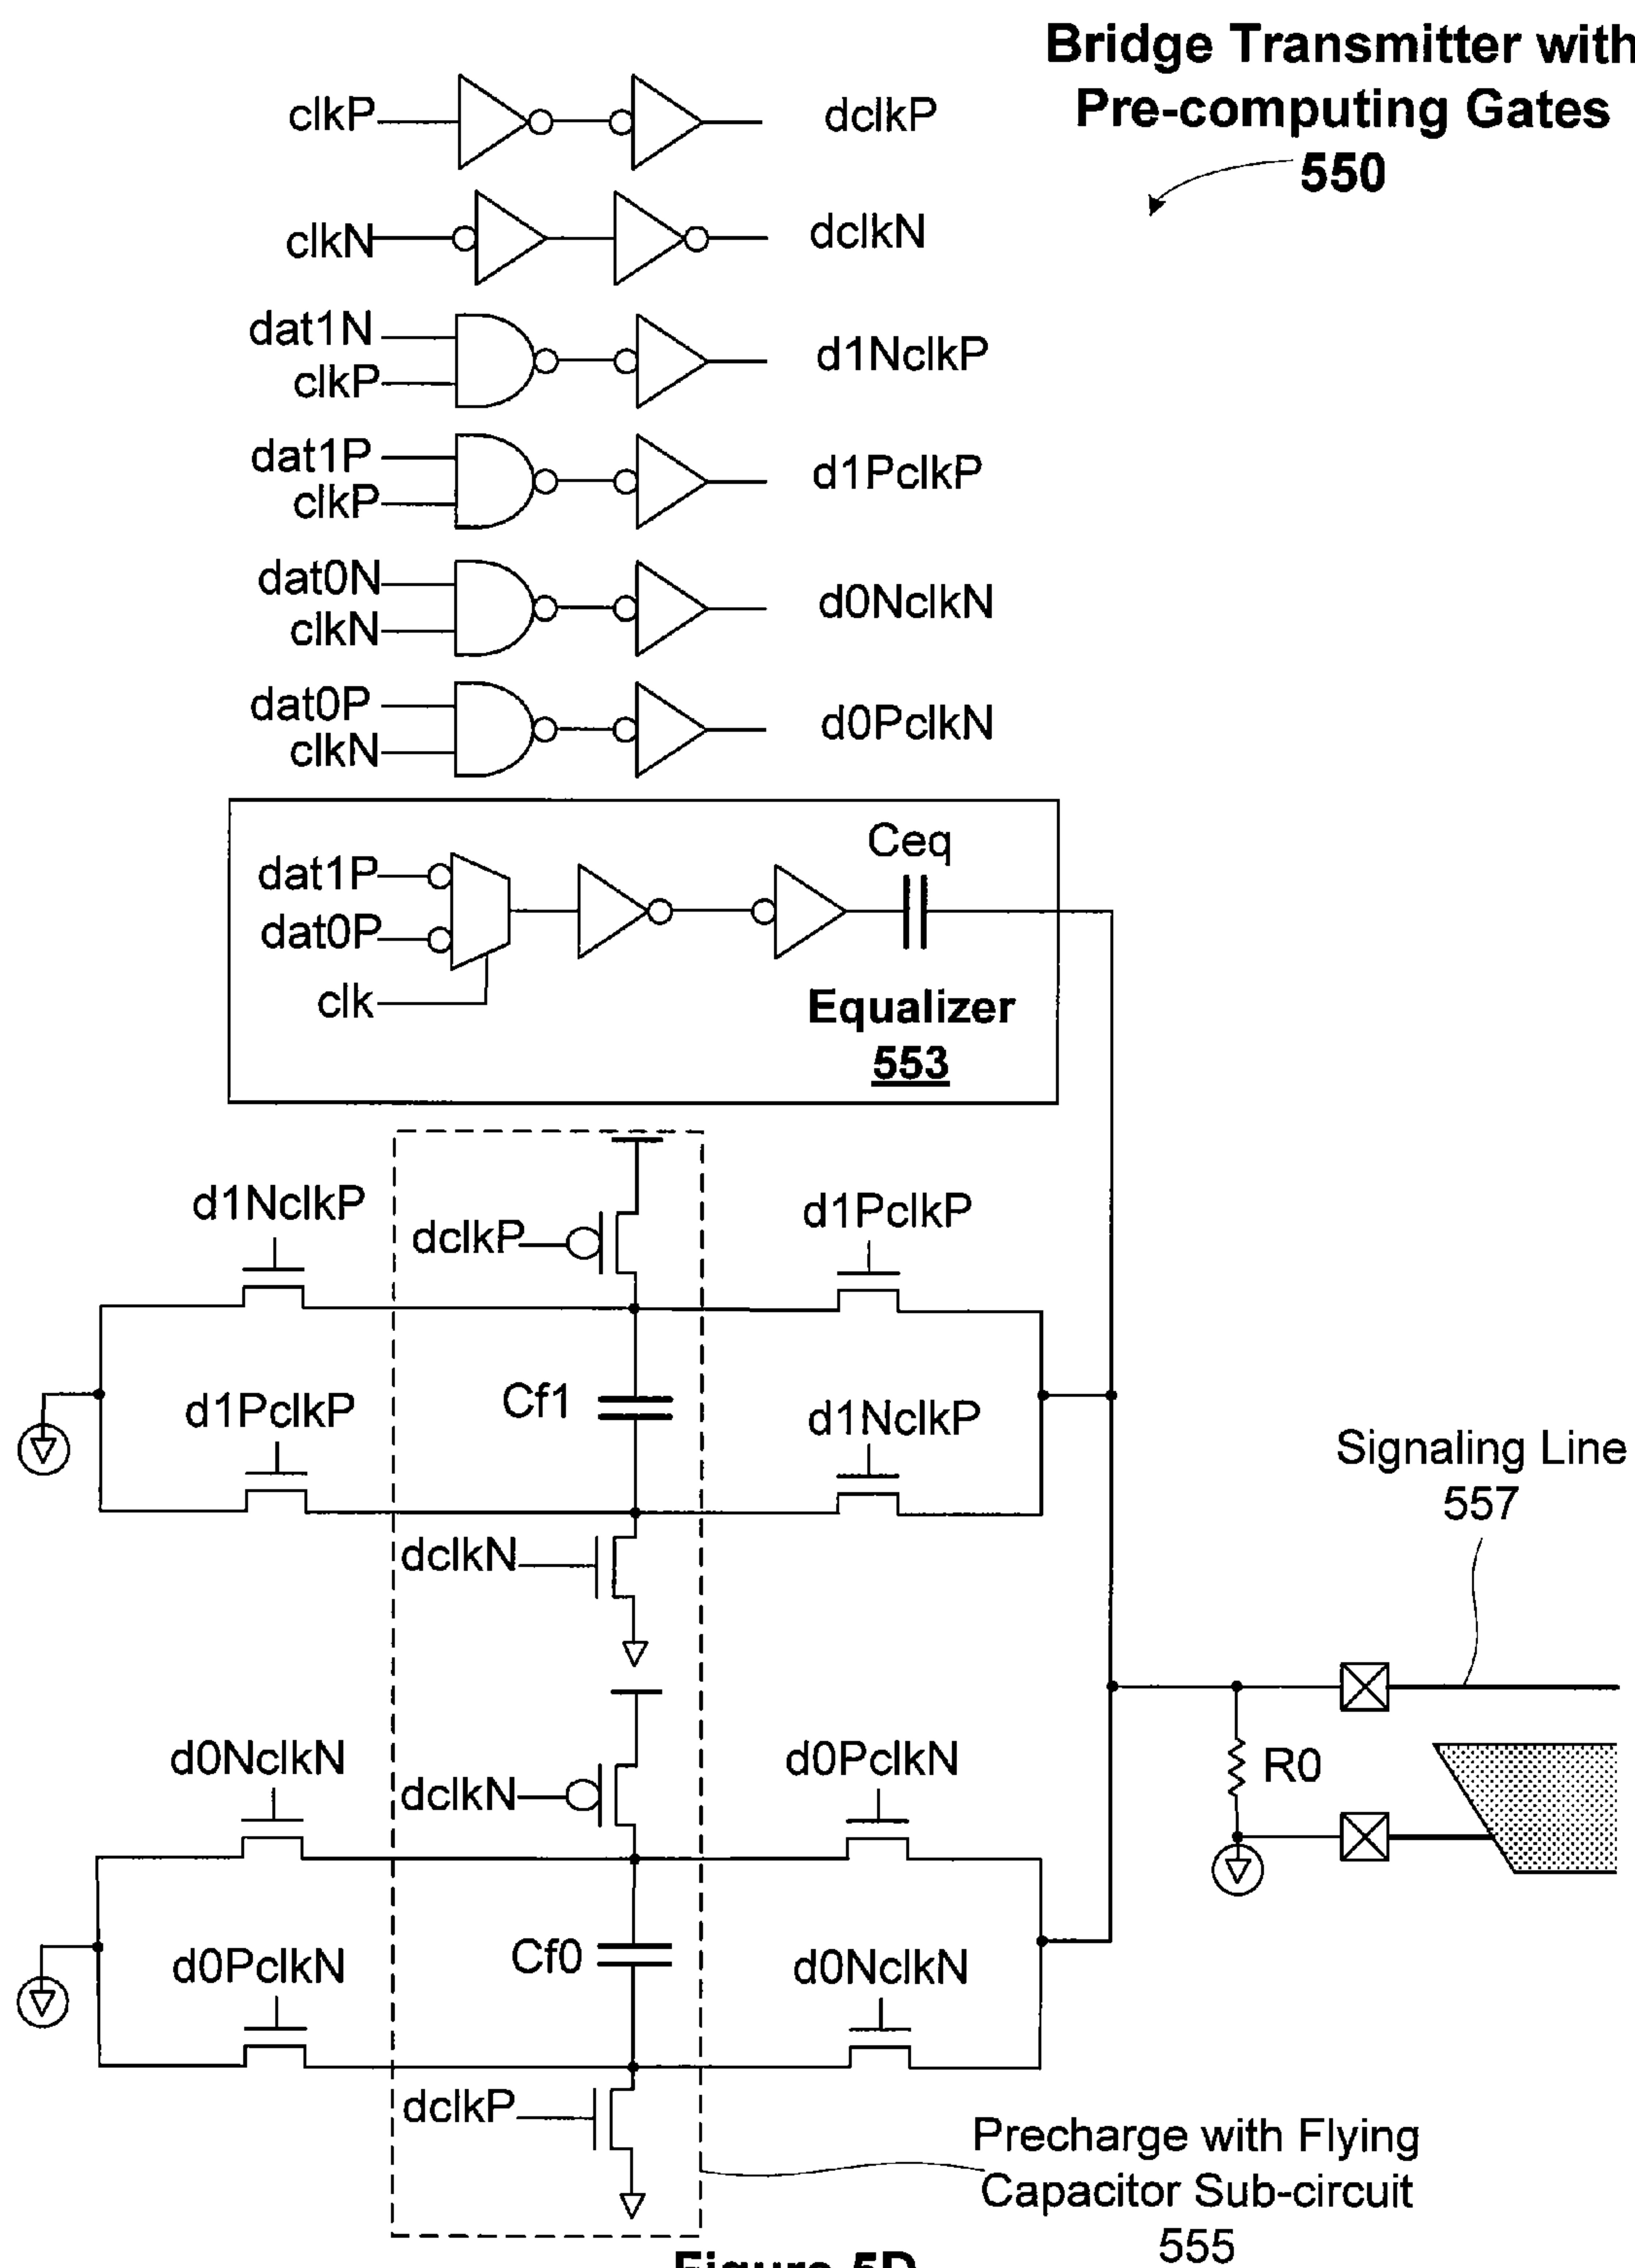 Bridge Transmitter with
Pre-computing Gates
550
clkP
dclkP
clkN
dclkN
dat1N
clkP
d1NclkP
dat1P
clkP
d1PclkP
dat0N
clkN
d0NclkN
dat0P
clkN
d0PclkN
Ceq
dat1P
dat0P
clk
Equalizer
553
d1NclkP
dclkP
d1PclkP
Cf1
d1PclkP
d1NclkP
Signaling Line
557
dclkN
d0NclkN
dclkN
d0PclkN
R0
Cf0
d0PclkN
d0NclkN
dclkP
Precharge with Flying
Capacitor Sub-circuit
555
Figure 5D